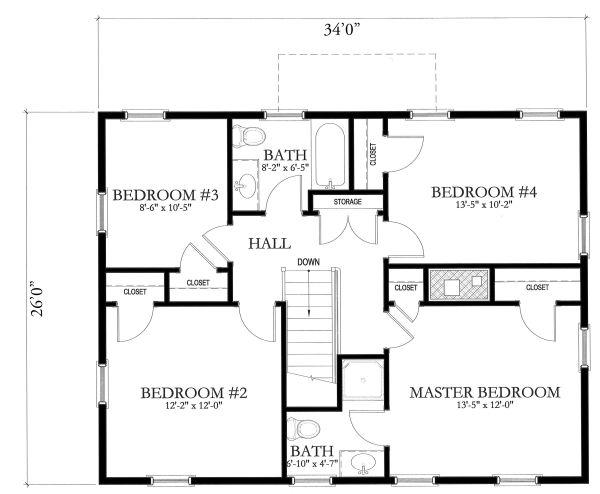 34'0"
BATH
8'-2" x 6'-5"
CLOSET
BEDROOM #3
8'-6" x 10'-5"
BEDROOM #4
13'-5" x 10'-2"
STORAGE
HALL
DOWN
CLOSET
CLOSET
CLOSET
CLOSET
26'0"
BEDROOM #2
12'-2" x 12'-0"
MASTER BEDROOM
13'-5" x 12'-0"
BATH
6'-10" x 4'-7"